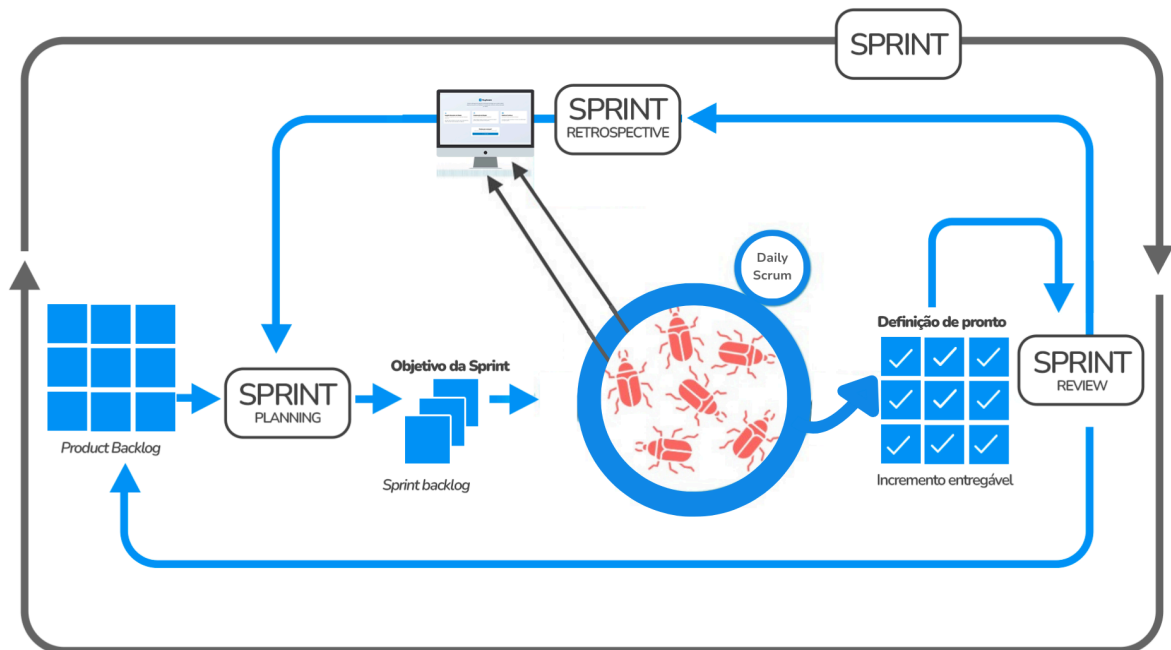 SPRINT
SPRINT
RETROSPECTIVE
Daily
Scrum
Definição de pronto
Objetivo da Sprint
SPRINT
PLANNING
SPRINT
REVIEW
Product Backlog
Sprint backlog
Incremento entregável